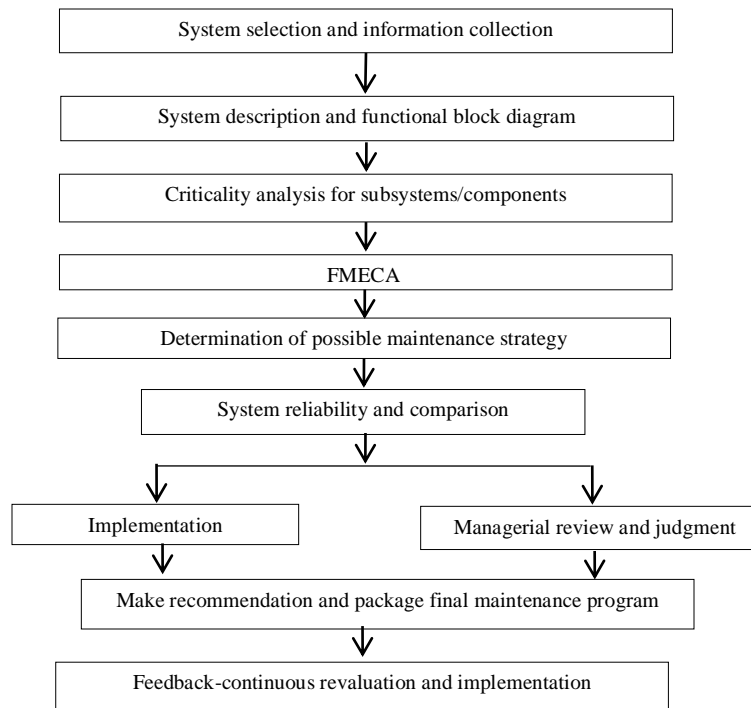 System selection and information collection
System description and functional block diagram
Criticality analysis for subsystems/components
FMECA
Determination of possible maintenance strategy
System reliability and comparison
Implementation
Managerial review and judgment
Make recommendation and package final maintenance program
Feedback-continuous revaluation and implementation